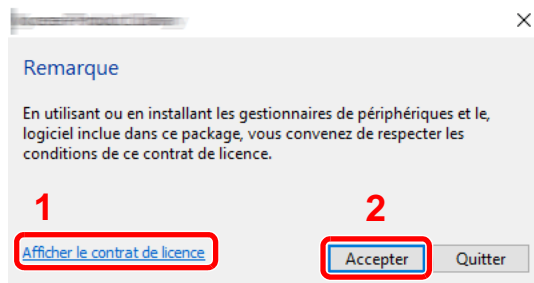 Remarque
En utilisant ou en installant les gestionnaires de périphériques et le,
logiciel inclue dans ce package, vous convenez de respecter les
conditions de ce contrat de licence.
1
2
Afficher le contrat de licence
Accepter
Quitter